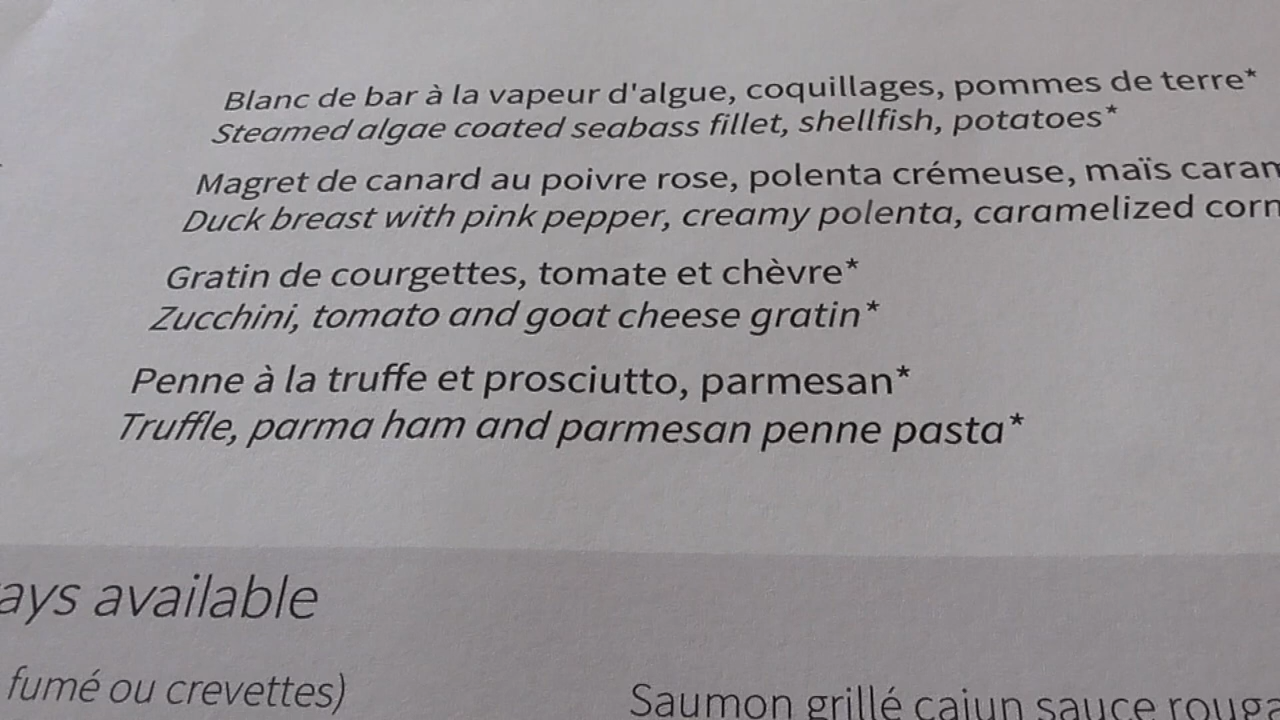 Blanc de bar à la vapeur d'algue, coquillages, pommes de terre*
Steamed algae coated seabass fillet, shellfish, potatoes*
Magret de canard au poivre rose, polenta crémeuse, maïs
Duck breast with pink pepper, creamy polenta, caramelized corn
Gratin de courgettes, tomate et chèvre*
Zucchini, tomato and goat cheese gratin*
Penne à la truffe et prosciutto, parmesan*
Truffle, parma ham and parmesan penne pasta*
available
fumé ou crevettes)
Saumon grillé cajun sauce